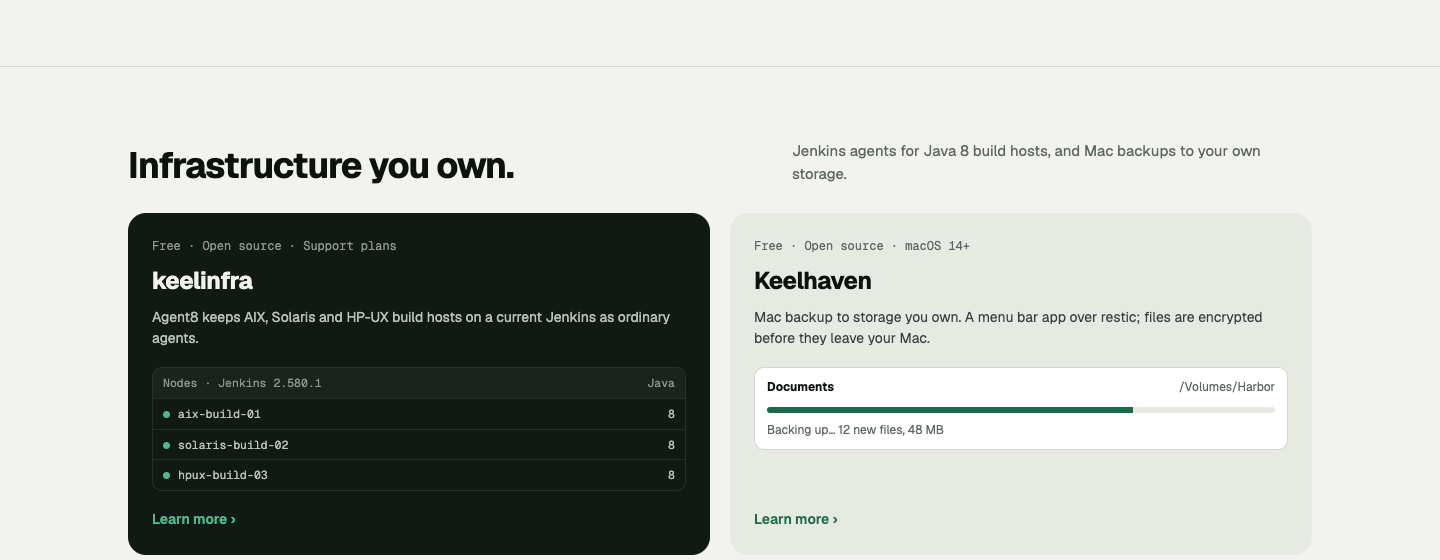 Infrastructure you own.
Jenkins agents for Java 8 build hosts, and Mac backups to your own
storage.
Free · Open source · Support plans
keelinfra
Agent8 keeps AIX, Solaris and HP-UX build hosts on a current Jenkins as ordinary
agents.
Nodes · Jenkins 2.580.1 Java
aix-build-01 8
solaris-build-02 8
hpux-build-03 8
Learn more ›
Free · Open source · macOS 14+
Keelhaven
Mac backup to storage you own. A menu bar app over restic; files are encrypted
before they leave your Mac.
Documents /Volumes/Harbor
Backing up… 12 new files, 48 MB
Learn more ›